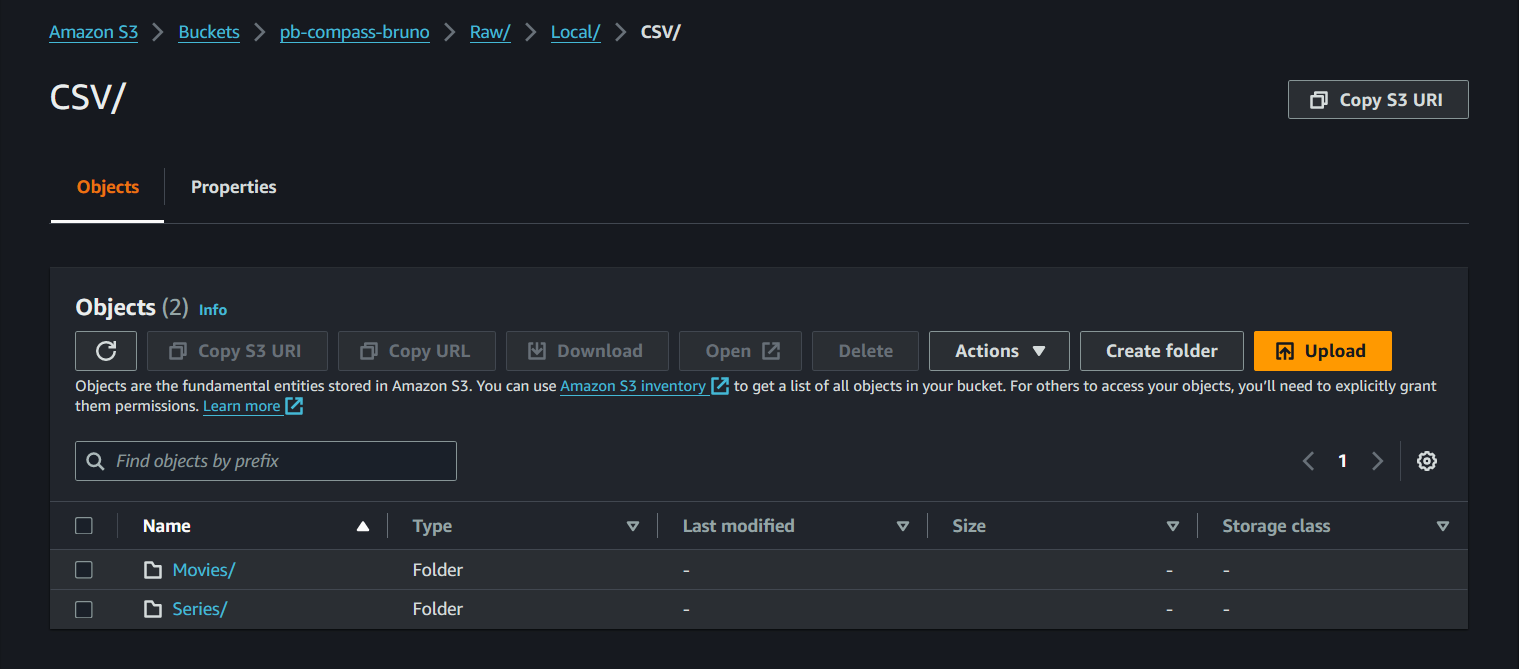 Amazon S3 > Buckets > pb-compass-bruno > Raw/ > Local/ > CSV/
CSV/
Copy S3 URI
Objects Properties
Objects (2) Info
Copy S3 URI Copy URL Download Open Delete Actions Create folder Upload
Objects are the fundamental entities stored in Amazon S3. You can use Amazon S3 inventory to get a list of all objects in your bucket. For others to access your objects, you’ll need to explicitly grant
them permissions. Learn more
Find objects by prefix
1
Name Type Last modified Size Storage class
Movies/ Folder - - -
Series/ Folder - - -